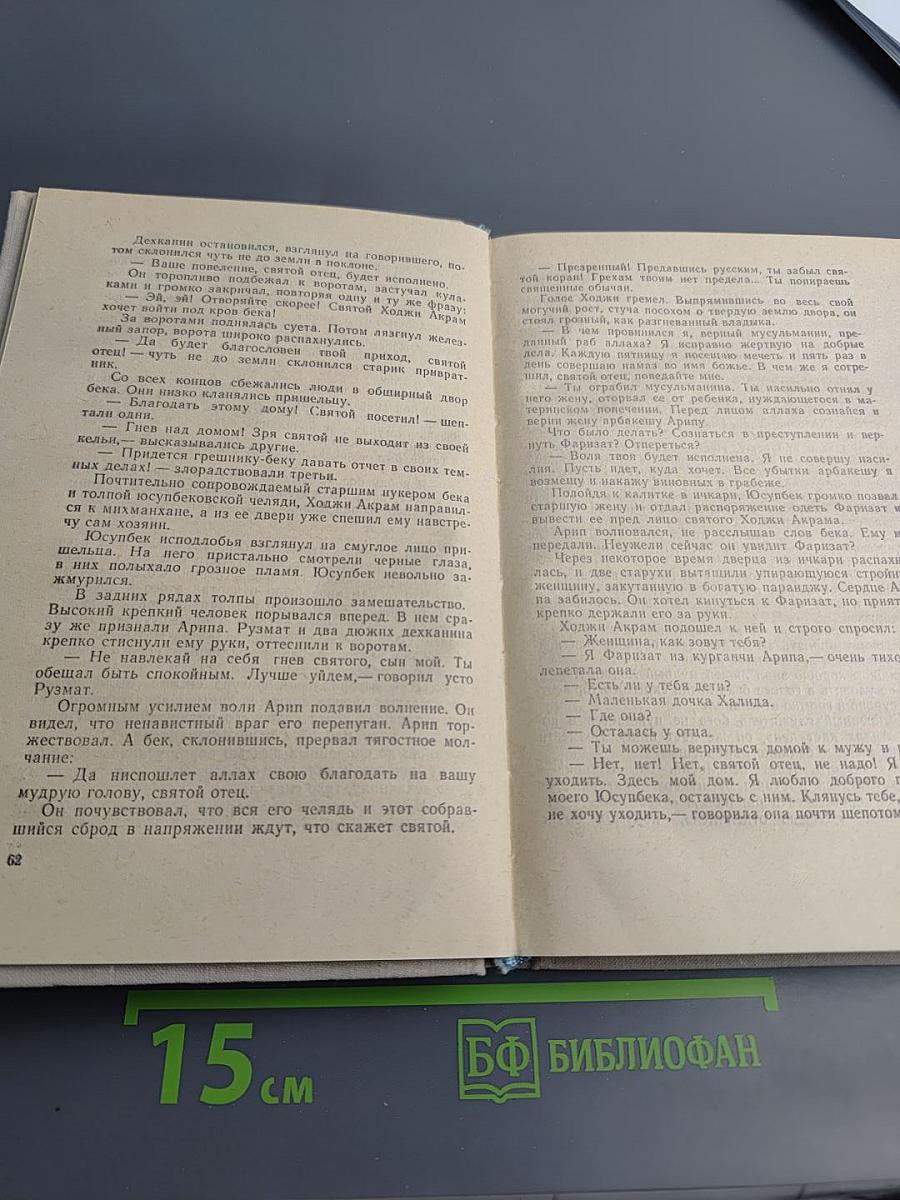 Дехканин остановился, взглянул на говорившего, по-
том склонился чуть не до земли в поклоне.
— Ваше повеление, святой отец, будет исполнено.
Он торопливо подбежал к воротам, застучал кула-
ками и громко закричал, повторяя одну и ту же фразу:
— Эй, эй! Отворяйте скорее! Святой Ходжи Акрам
хочет войти под кров бека!
За воротами поднялась суета. Потом лязгнул желез-
ный запор, ворота широко распахнулись.
— Да будет благословен твой приход, святой
отец! — чуть не до земли склонился старик приврат-
ник.
Со всех концов сбежались люди в обширный двор
бека. Они низко кланялись пришельцу.
— Благодать этому дому! Святой посетил! — шеп-
тали одни.
— Гнев над домом! Зря святой не выходит из своей
кельи,— высказывались другие.
— Придется грешнику-беку давать отчет в своих тем-
ных делах! — злорадствовали третьи.
Почтительно сопровождаемый старшим нукером бека
и толпой юсупбековской челяди, Ходжи Акрам направил-
ся к михманхане, а из ее двери уже спешил ему навстре-
чу сам хозяин.
Юсупбек исподлобья взглянул на смуглое лицо при-
шельца. На него пристально смотрели черные глаза,
в них полыхало грозное пламя. Юсупбек невольно за-
жмурился.
В задних рядах толпы произошло замешательство.
Высокий крепкий человек порывался вперед. В нем сра-
зу же признали Арипа. Рузмат и два дюжих дехканина
крепко стиснули ему руки, оттеснили к воротам.
— Не навлекай на себя гнев святого, сын мой. Ты
обещал быть спокойным. Лучше уйдем,— говорил усто
Рузмат.
Огромным усилием воли Арип подавил волнение. Он
видел, что ненавистный враг его перепуган. Арип тор-
жествовал. А бек, склонившись, прервал тягостное мол-
чание:
— Да ниспошлет аллах свою благодать на вашу
мудрую голову, святой отец.
Он почувствовал, что вся его челядь и этот собрав-
шийся сброд в напряжении ждут, что скажет святой.
62
— Презренный! Предавшись русским, ты забыл свя-
той коран! Грехам твоим нет предела... Ты попираешь
священные обычаи.
Голос Ходжи гремел. Выпрямившись во весь свой
могучий рост, стуча посохом о твердую землю двора, он
стоял грозный, как разгневанный владыка.
— В чем провинился я, верный мусульманин, пре-
данный раб аллаха? Я исправно жертвую на добрые
дела. Каждую пятницу я посещаю мечеть и пять раз в
день совершаю намаз во имя божье. В чем же я согре-
шил, святой отец, поведайте мне.
— Ты ограбил мусульманина. Ты насильно отнял у
него жену, оторвал ее от ребенка, нуждающегося в ма-
теринском попечении. Перед лицом аллаха сознайся и
верни жену арбакешу Арипу.
Что было делать? Сознаться в преступлении и вер-
нуть Фаризат? Отпереться?
— Воля твоя будет исполнена. Я не совершу наси-
лия. Пусть идет, куда хочет. Все убытки арбакешу я
возмещу и накажу виновных в грабеже.
Подойдя к калитке в ичкари, Юсупбек громко позвал
старшую жену и отдал распоряжение одеть Фаризат и
вывести ее пред лицо святого Ходжи Акрама.
Арип волновался, не расслышав слов бека. Ему и
передали. Неужели сейчас он увидит Фаризат?
Через некоторое время дверца из ичкари распахн
лась, и две старухи вытащили упирающуюся стройн
женщину, закутанную в богатую паранджу. Сердце А
па забилось. Он хотел кинуться к Фаризат, но прият
крепко держали его за руки.
Ходжи Акрам подошел к ней и строго спросил:
— Женщина, как зовут тебя?
— Я Фаризат из курганчи Арипа,— очень тихо
лепетала она.
— Есть ли у тебя дети?
— Маленькая дочка Халида.
— Где она?
— Осталась у отца.
— Ты можешь вернуться домой к мужу и р
— Нет, нет! Нет, святой отец, не надо! Я
уходить. Здесь мой дом. Я люблю доброго г
моего Юсупбека, останусь с ним. Клянусь тебе,
не хочу уходить,— говорила она почти шепотом
15 см
БФ БИБЛИОФАН